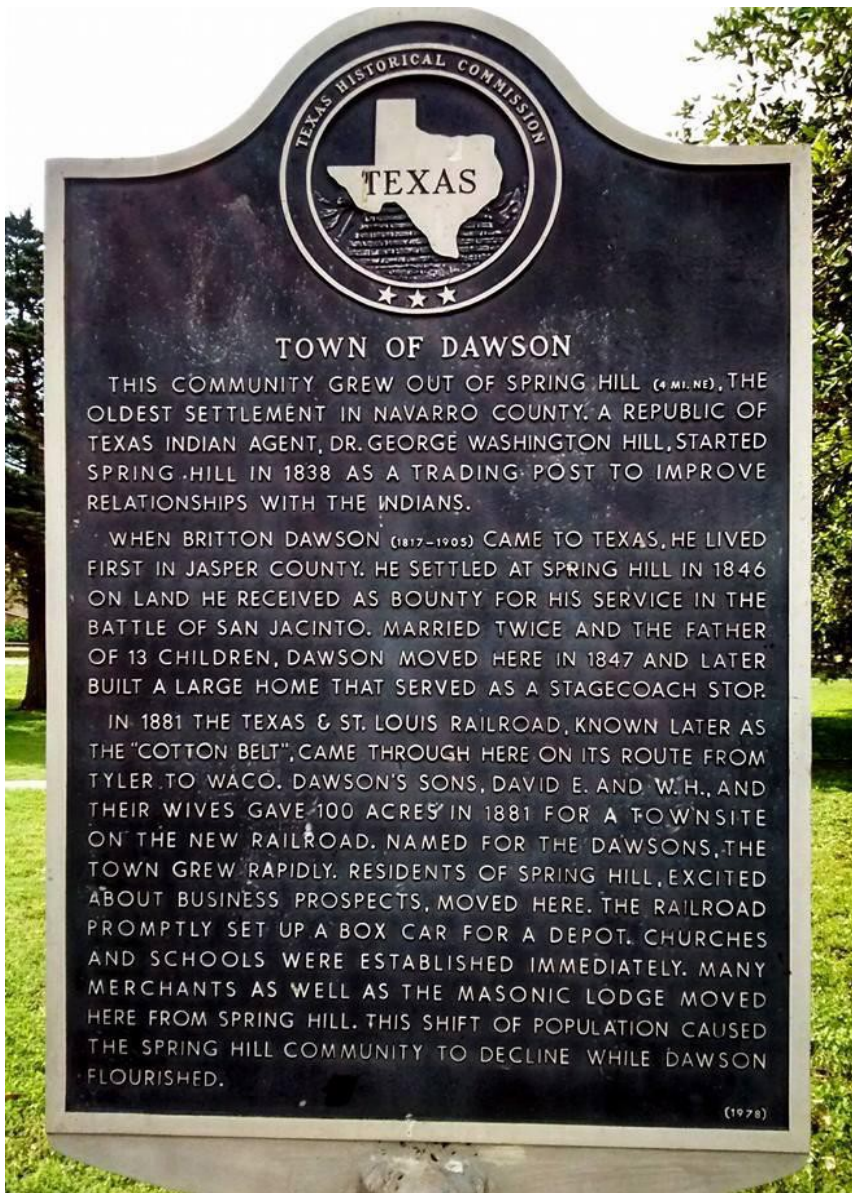 TEXAS HISTORICAL COMMISSION
TEXAS
TOWN OF DAWSON
THIS COMMUNITY GREW OUT OF SPRING HILL (4 MI. NE), THE
OLDEST SETTLEMENT IN NAVARRO COUNTY. A REPUBLIC OF
TEXAS INDIAN AGENT, DR. GEORGE WASHINGTON HILL, STARTED
SPRING HILL IN 1838 AS A TRADING POST TO IMPROVE
RELATIONSHIPS WITH THE INDIANS.
WHEN BRITTON DAWSON (1817-1905) CAME TO TEXAS, HE LIVED
FIRST IN JASPER COUNTY. HE SETTLED AT SPRING HILL IN 1846
ON LAND HE RECEIVED AS BOUNTY FOR HIS SERVICE IN THE
BATTLE OF SAN JACINTO. MARRIED TWICE AND THE FATHER
OF 13 CHILDREN, DAWSON MOVED HERE IN 1847 AND LATER
BUILT A LARGE HOME THAT SERVED AS A STAGECOACH STOP.
IN 1881 THE TEXAS & ST. LOUIS RAILROAD, KNOWN LATER AS
THE "COTTON BELT", CAME THROUGH HERE ON ITS ROUTE FROM
TYLER TO WACO. DAWSON'S SONS, DAVID E. AND W. H., AND
THEIR WIVES GAVE 100 ACRES IN 1881 FOR A TOWNSITE
ON THE NEW RAILROAD. NAMED FOR THE DAWSONS, THE
TOWN GREW RAPIDLY. RESIDENTS OF SPRING HILL, EXCITED
ABOUT BUSINESS PROSPECTS, MOVED HERE. THE RAILROAD
PROMPTLY SET UP A BOX CAR FOR A DEPOT. CHURCHES
AND SCHOOLS WERE ESTABLISHED IMMEDIATELY. MANY
MERCHANTS AS WELL AS THE MASONIC LODGE MOVED
HERE FROM SPRING HILL. THIS SHIFT OF POPULATION CAUSED
THE SPRING HILL COMMUNITY TO DECLINE WHILE DAWSON
FLOURISHED.
(1978)